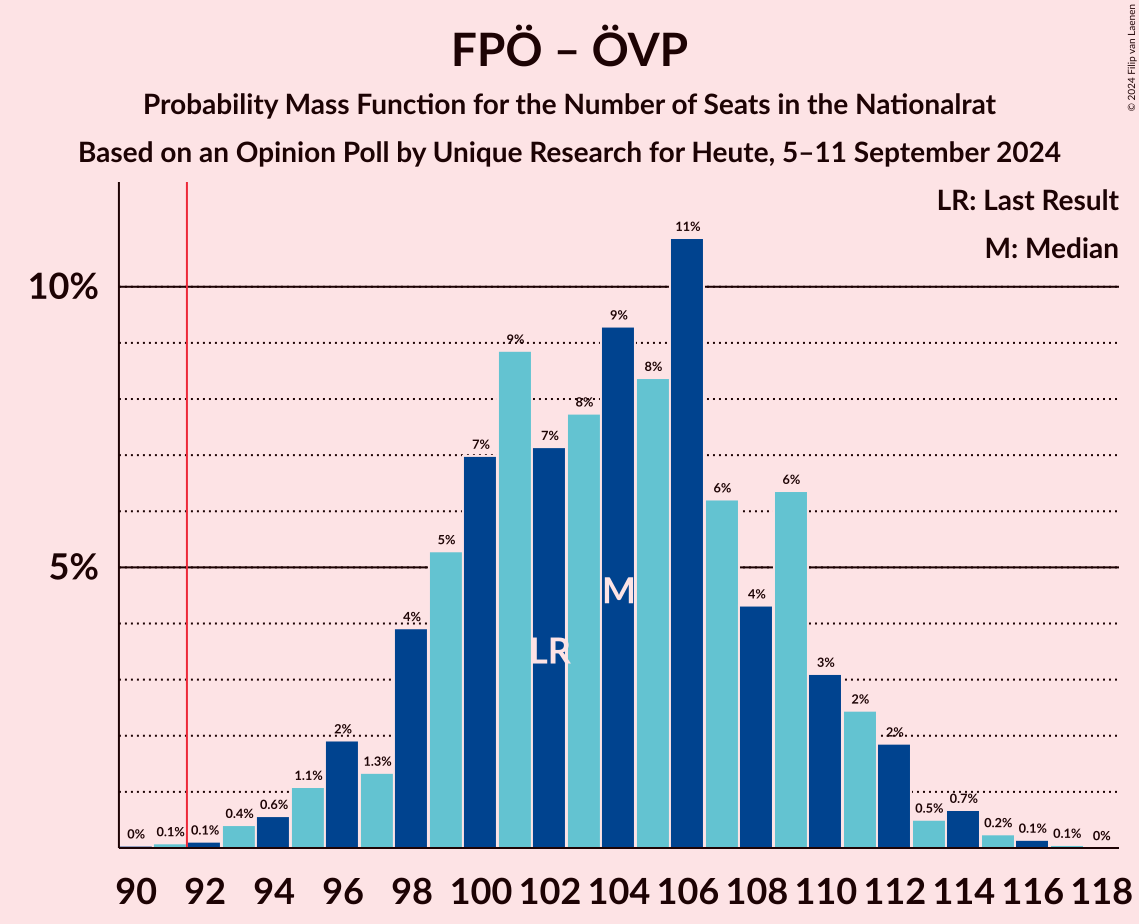 FPÖ – ÖVP
Probability Mass Function for the Number of Seats in the Nationalrat
Based on an Opinion Poll by Unique Research for Heute, 5–11 September 2024
© 2024 Filip van Laenen
LR: Last Result
M: Median
10%
5%
0% 0.1% 0.1% 0.4% 0.6% 1.1% 2% 1.3% 4% 5% 7% 9% 7% 8% 9% 8% 11% 6% 4% 6% 3% 2% 2% 0.5% 0.7% 0.2% 0.1% 0.1% 0%
M
LR
90 92 94 96 98 100 102 104 106 108 110 112 114 116 118